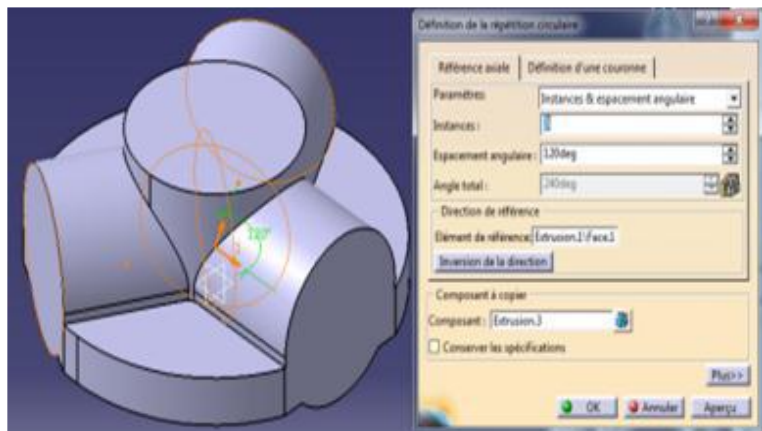 Définition de la répétition circulaire
Référence axiale Définition d'une couronne
Paramètres: Instances & espacement angulaire
Instances :
Espacement angulaire : 120deg
Angle total : 240deg
Direction de référence
Elément de référence: Extrusion.1\Face.1
Inversion de la direction
Composant à copier
Composant : Extrusion.3
Conserver les spécifications
Plus>>
OK Annuler Aperçu
120°